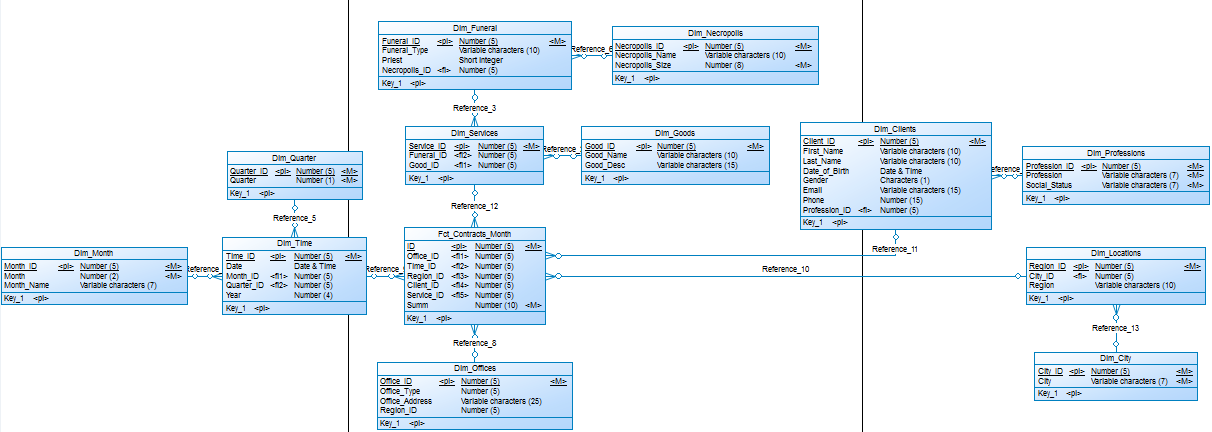 Dim_Funeral
Funeral_ID <pi> Number (5) <M>
Funeral_Type Variable characters (10)
Priest Short integer
Necropolis_ID <fi> Number (5)
Key_1 <pi>
Dim_Necropolis
Necropolis_ID <pi> Number (5) <M>
Necropolis_Name Variable characters (10)
Necropolis_Size Number (8) <M>
Key_1 <pi>
Reference_6
Reference_3
Dim_Services
Service_ID <pi> Number (5) <M>
Funeral_ID <fi2> Number (5)
Good_ID <fi1> Number (5)
Key_1 <pi>
Reference_
Dim_Goods
Good_ID <pi> Number (5) <M>
Good_Name Variable characters (10)
Good_Desc Variable characters (15)
Key_1 <pi>
Dim_Clients
Client_ID <pi> Number (5) <M>
First_Name Variable characters (10)
Last_Name Variable characters (10)
Date_of_Birth Date & Time
Gender Characters (1)
Email Variable characters (15)
Phone Number (15)
Profession_ID <fi> Number (5)
Key_1 <pi>
eference_
Dim_Professions
Profession_ID <pi> Number (5) <M>
Profession Variable characters (7) <M>
Social_Status Variable characters (7) <M>
Key_1 <pi>
Dim_Quarter
Quarter_ID <pi> Number (5) <M>
Quarter Number (1) <M>
Key_1 <pi>
Reference_5
Reference_12
Dim_Month
Month_ID <pi> Number (5) <M>
Month Number (2) <M>
Month_Name Variable characters (7)
Key_1 <pi>
Reference_
Dim_Time
Time_ID <pi> Number (5) <M>
Date Date & Time
Month_ID <fi1> Number (5)
Quarter_ID <fi2> Number (5)
Year Number (4)
Key_1 <pi>
Reference_
Fct_Contracts_Month
ID <pi> Number (5) <M>
Office_ID <fi1> Number (5)
Time_ID <fi2> Number (5)
Region_ID <fi3> Number (5)
Client_ID <fi4> Number (5)
Service_ID <fi5> Number (5)
Summ Number (10) <M>
Key_1 <pi>
Reference_11
Reference_10
Dim_Locations
Region_ID <pi> Number (5) <M>
City_ID <fi> Number (5)
Region Variable characters (10)
Key_1 <pi>
Reference_13
Dim_City
City_ID <pi> Number (5) <M>
City Variable characters (7) <M>
Key_1 <pi>
Reference_8
Dim_Offices
Office_ID <pi> Number (5) <M>
Office_Type Number (5)
Office_Address Variable characters (25)
Region_ID Number (5)
Key_1 <pi>